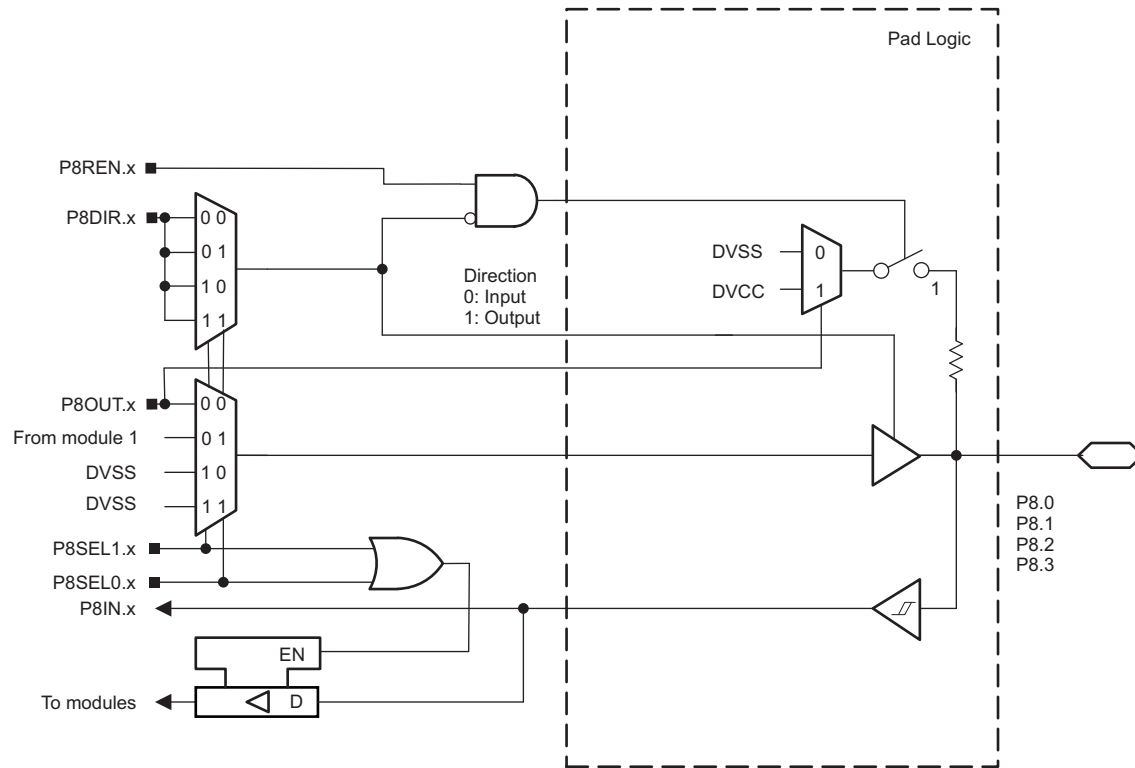 Pad Logic
P8REN.x
P8DIR.x
0 0
0 1
1 0
1 1
Direction
0: Input
1: Output
DVSS
0
DVCC
1
1
P8OUT.x
0 0
From module 1
0 1
DVSS
1 0
DVSS
1 1
P8.0
P8.1
P8.2
P8.3
P8SEL1.x
P8SEL0.x
P8IN.x
EN
To modules
D